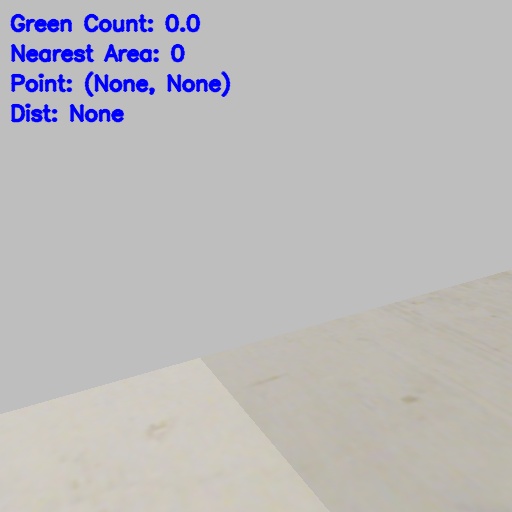 Green Count: 0.0
Nearest Area: 0
Point: (None, None)
Dist: None